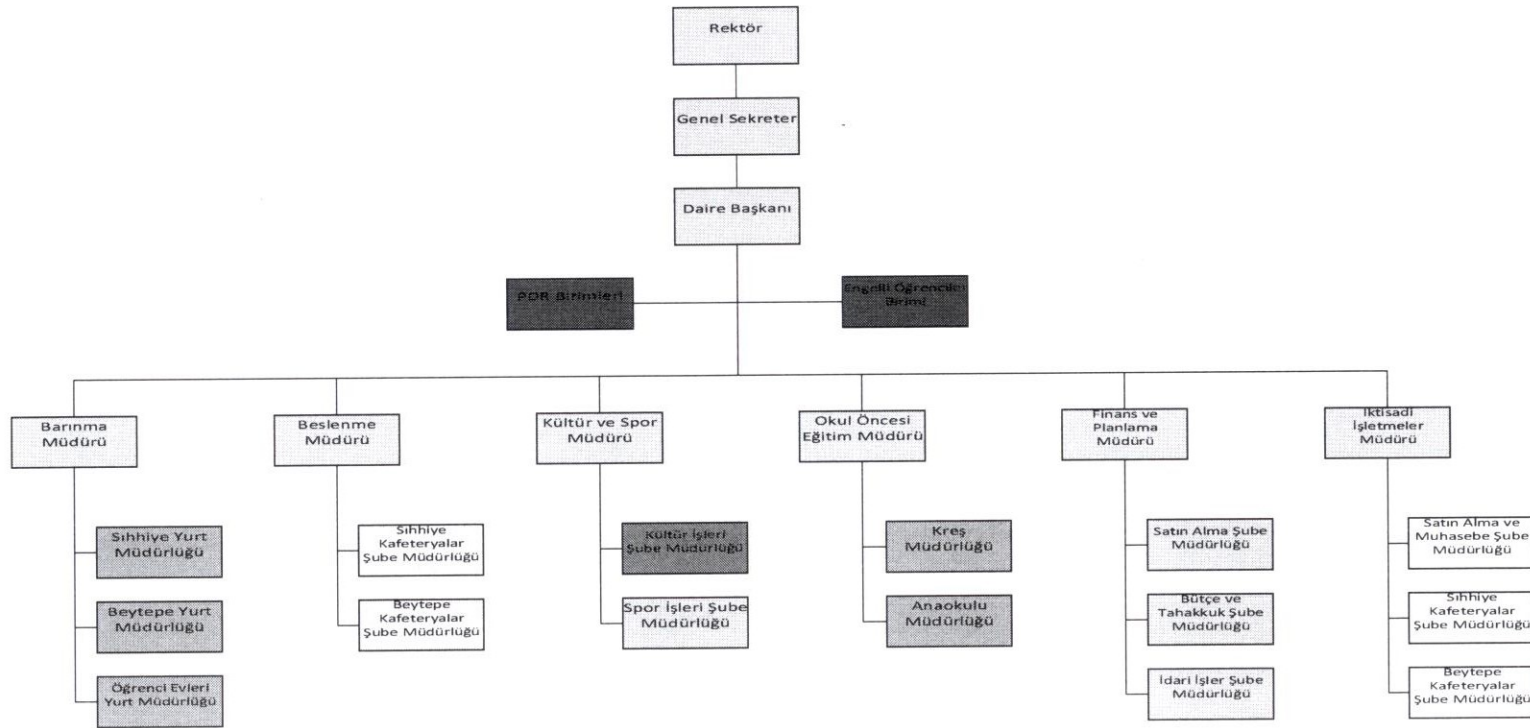 Rektör
Genel Sekreter
Daire Başkanı
PDR Birimleri
Engelli Öğrenciler
Birimi
Barınma
Müdürü
Beslenme
Müdürü
Kültür ve Spor
Müdürü
Okul Öncesi
Eğitim Müdürü
Finans ve
Planlama
Müdürü
İktisadi
İşletmeler
Müdürü
Sıhhiye Yurt
Müdürlüğü
Beytepe Yurt
Müdürlüğü
Öğrenci Evleri
Yurt Müdürlüğü
Sıhhiye
Kafeteryalar
Şube Müdürlüğü
Beytepe
Kafeteryalar
Şube Müdürlüğü
Kültür İşleri
Şube Müdürlüğü
Spor İşleri Şube
Müdürlüğü
Kreş
Müdürlüğü
Anaokulu
Müdürlüğü
Satın Alma Şube
Müdürlüğü
Bütçe ve
Tahakkuk Şube
Müdürlüğü
İdari İşler Şube
Müdürlüğü
Satın Alma ve
Muhasebe Şube
Müdürlüğü
Sıhhiye
Kafeteryalar
Şube Müdürlüğü
Beytepe
Kafeteryalar
Şube Müdürlüğü